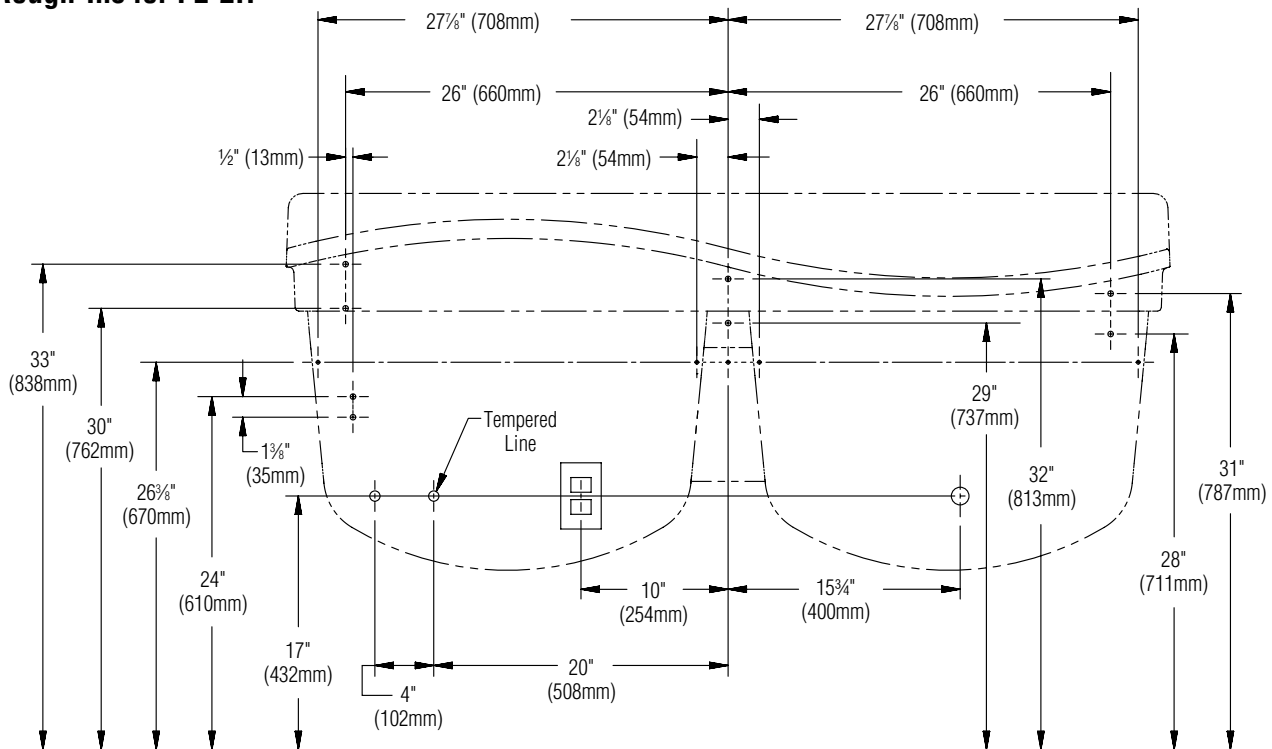 Rough-ins for
27⅞" (708mm)
27⅞" (708mm)
26" (660mm)
26" (660mm)
2⅛" (54mm)
½" (13mm)
2⅛" (54mm)
33"
(838mm)
30"
(762mm)
26⅜"
(670mm)
24"
(610mm)
1⅜"
(35mm)
17"
(432mm)
Tempered
Line
4"
(102mm)
20"
(508mm)
10"
(254mm)
15¾"
(400mm)
29"
(737mm)
32"
(813mm)
28"
(711mm)
31"
(787mm)